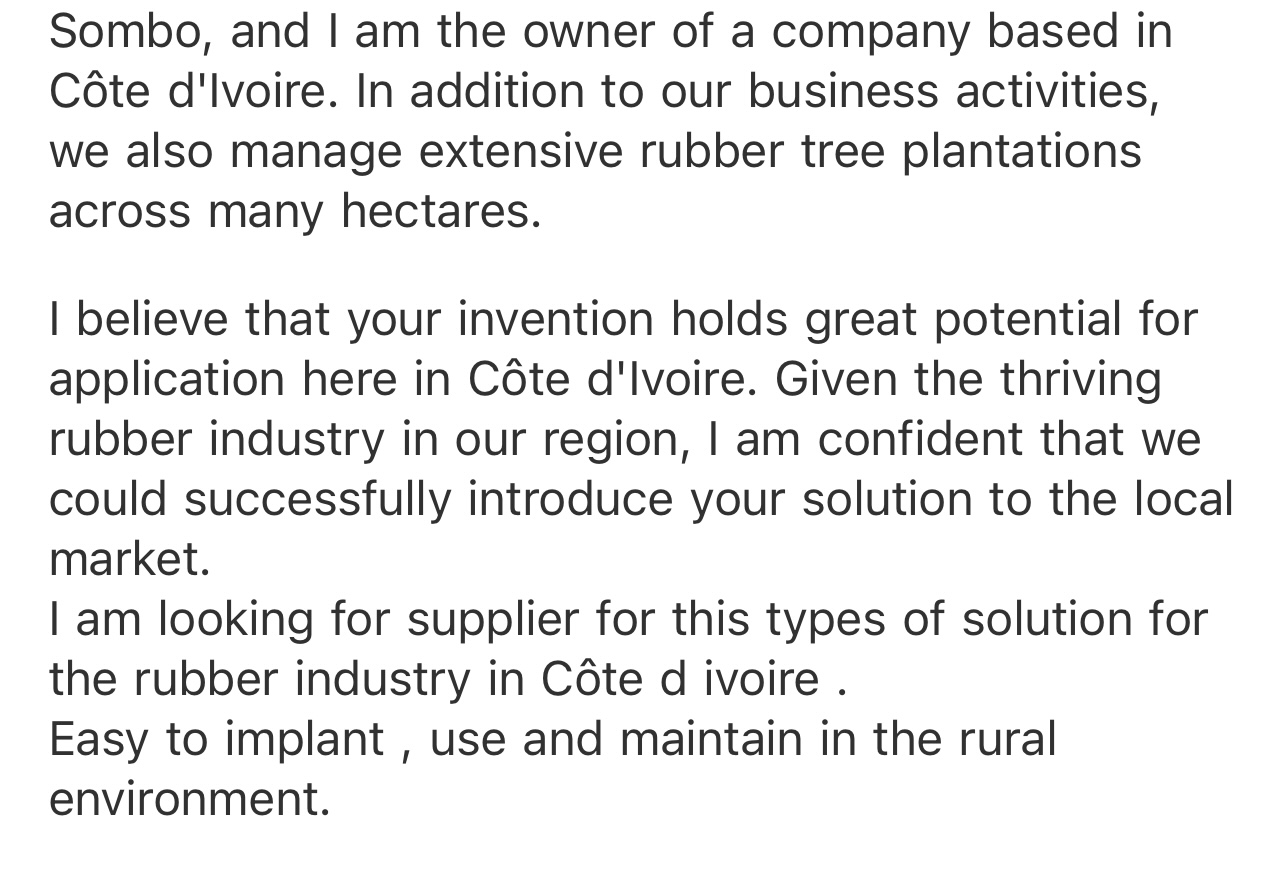 Sombo, and I am the owner of a company based in
Côte d'Ivoire. In addition to our business activities,
we also manage extensive rubber tree plantations
across many hectares.
I believe that your invention holds great potential for
application here in Côte d'Ivoire. Given the thriving
rubber industry in our region, I am confident that we
could successfully introduce your solution to the local
market.
I am looking for supplier for this types of solution for
the rubber industry in Côte d ivoire .
Easy to implant , use and maintain in the rural
environment.